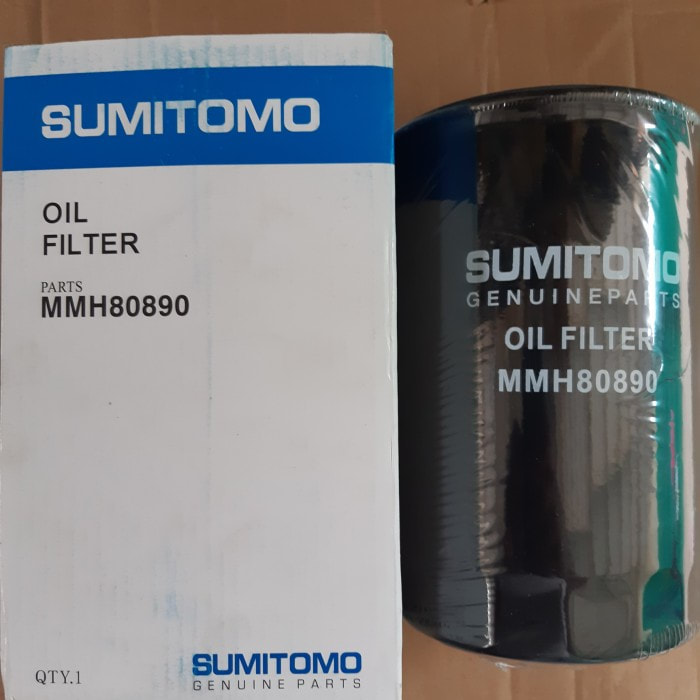 SUMITOMO
OIL
FILTER
PARTS
MMH80890
QTY.1
SUMITOMO
GENUINE PARTS
SUMITOMO
GENUINEPARTS
OIL FILTER
MMH80890